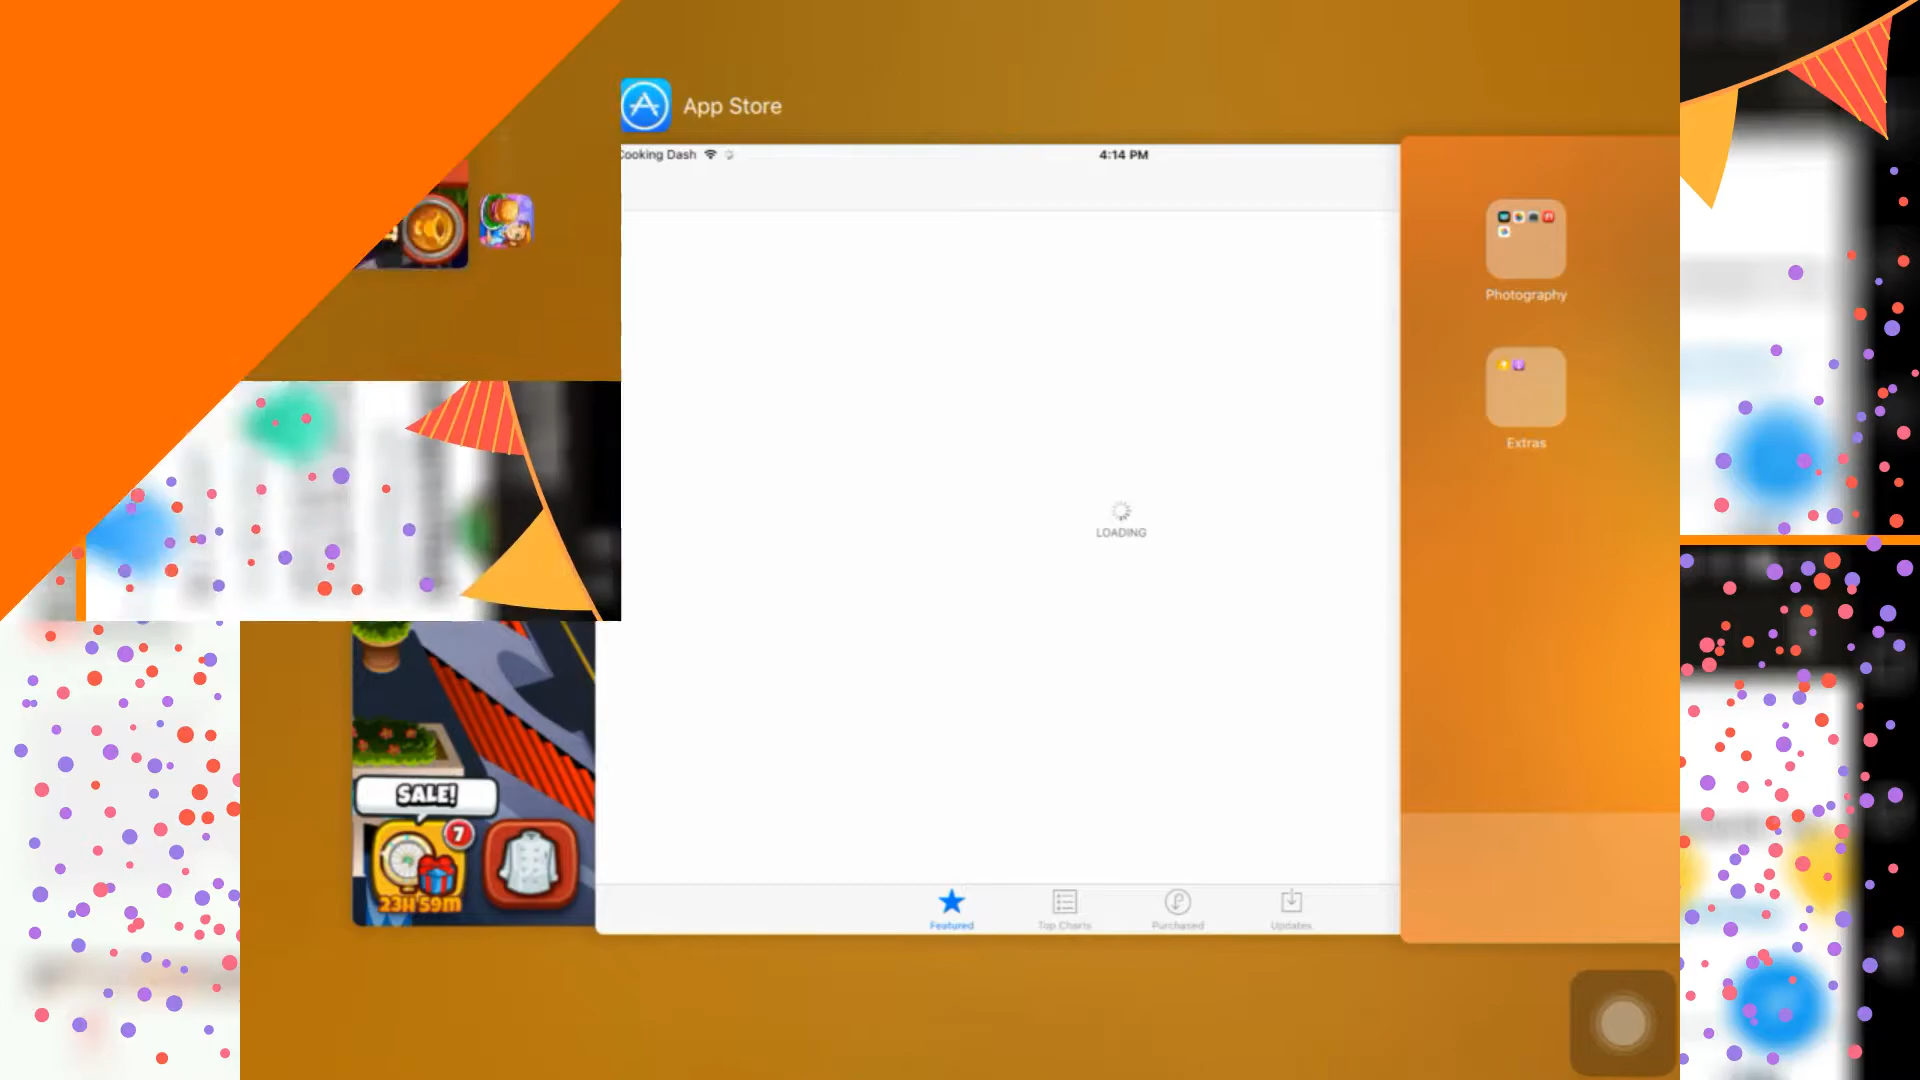 App Store
Cooking Dash
4:14 PM
Photography
Extras
LOADING
SALE!
7
23H 59M
Featured
Top Charts
Purchased
Updates